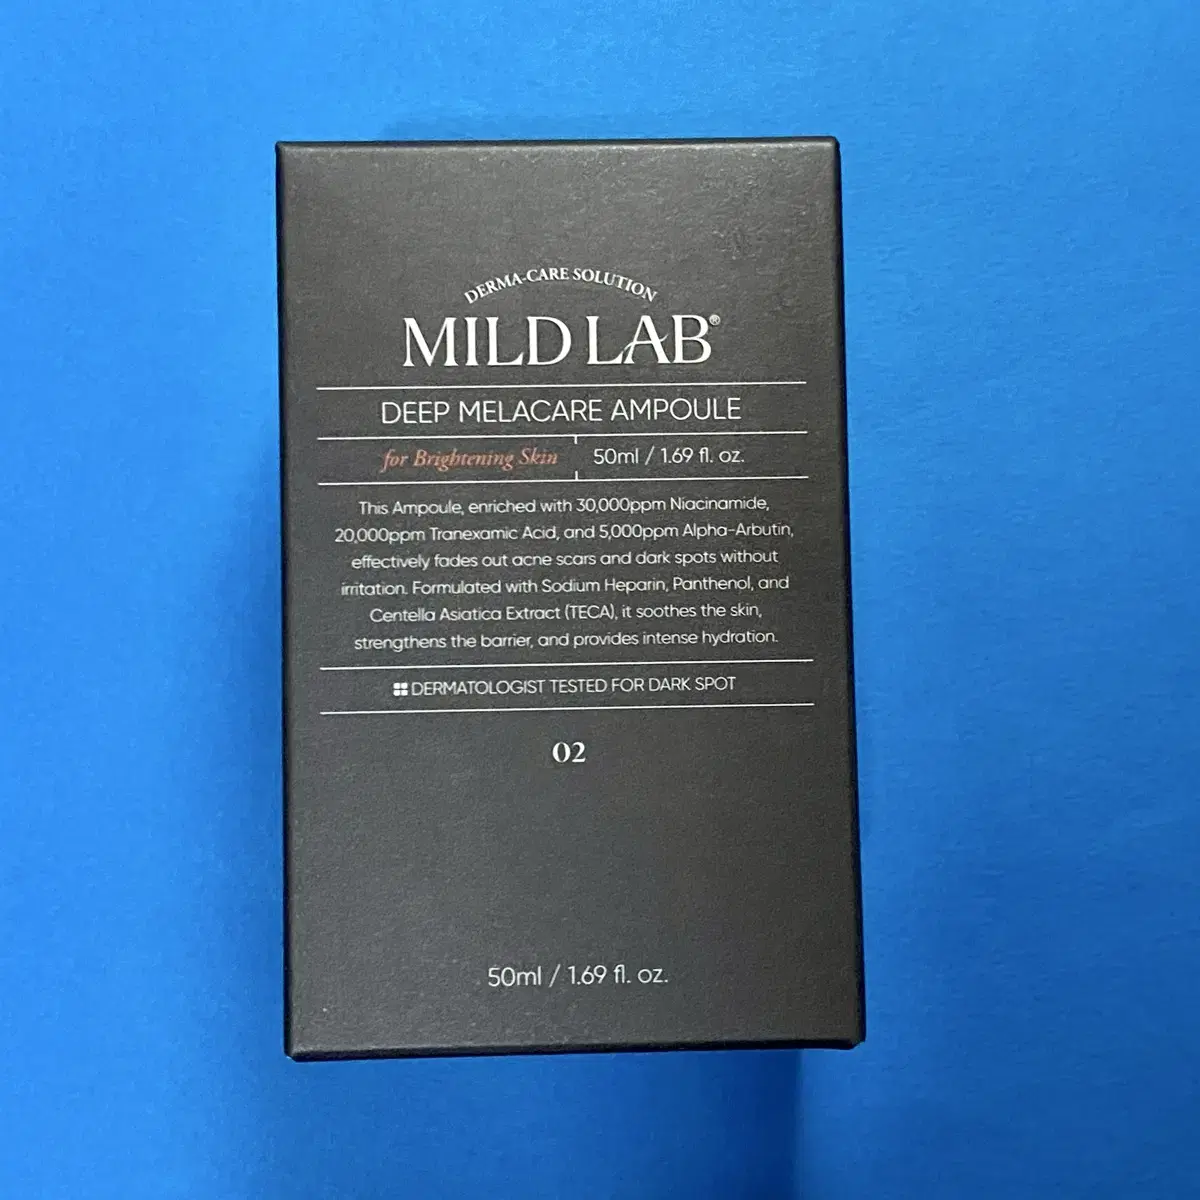 DERMA-CARE SOLUTION
MILD LAB®
DEEP MELACARE AMPOULE
for Brightening Skin 50ml / 1.69 fl. oz.
This Ampoule, enriched with 30,000ppm Niacinamide,
20,000ppm Tranexamic Acid, and 5,000ppm Alpha-Arbutin,
effectively fades out acne scars and dark spots without
irritation. Formulated with Sodium Heparin, Panthenol, and
Centella Asiatica Extract (TECA), it soothes the skin,
strengthens the barrier, and provides intense hydration.
DERMATOLOGIST TESTED FOR DARK SPOT
02
50ml / 1.69 fl. oz.